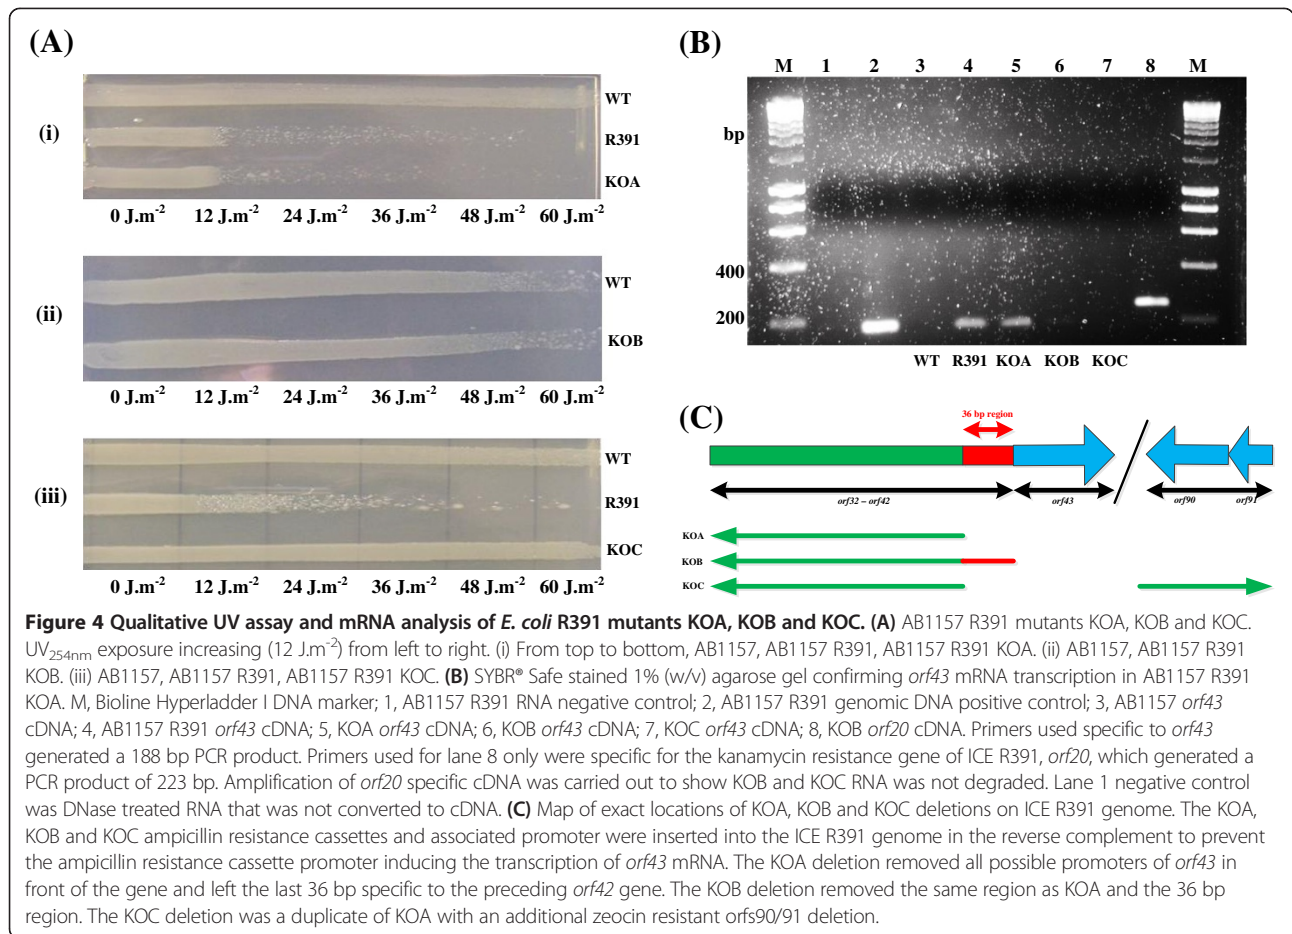 (A)
(i)
WT
R391
KOA
0 J.m-2 12 J.m-2 24 J.m-2 36 J.m-2 48 J.m-2 60 J.m-2
(ii)
WT
KOB
0 J.m-2 12 J.m-2 24 J.m-2 36 J.m-2 48 J.m-2 60 J.m-2
(iii)
WT
R391
KOC
0 J.m-2 12 J.m-2 24 J.m-2 36 J.m-2 48 J.m-2 60 J.m-2
(B)
M 1 2 3 4 5 6 7 8 M
bp
400
200
WT R391 KOA KOB KOC
(C)
36 bp region
orf32 – orf42 orf43 orf90 orf91
KOA
KOB
KOC
Figure 4 Qualitative UV assay and mRNA analysis of E. coli R391 mutants KOA, KOB and KOC. (A) AB1157 R391 mutants KOA, KOB and KOC.
UV254nm exposure increasing (12 J.m-2) from left to right. (i) From top to bottom, AB1157, AB1157 R391, AB1157 R391 KOA. (ii) AB1157, AB1157 R391
KOB. (iii) AB1157, AB1157 R391, AB1157 R391 KOC. (B) SYBR® Safe stained 1% (w/v) agarose gel confirming orf43 mRNA transcription in AB1157 R391
KOA. M, Bioline Hyperladder I DNA marker; 1, AB1157 R391 RNA negative control; 2, AB1157 R391 genomic DNA positive control; 3, AB1157 orf43
cDNA; 4, AB1157 R391 orf43 cDNA; 5, KOA orf43 cDNA; 6, KOB orf43 cDNA; 7, KOC orf43 cDNA; 8, KOB orf20 cDNA. Primers used specific to orf43
generated a 188 bp PCR product. Primers used for lane 8 only were specific for the kanamycin resistance gene of ICE R391, orf20, which generated a
PCR product of 223 bp. Amplification of orf20 specific cDNA was carried out to show KOB and KOC RNA was not degraded. Lane 1 negative control
was DNase treated RNA that was not converted to cDNA. (C) Map of exact locations of KOA, KOB and KOC deletions on ICE R391 genome. The KOA,
KOB and KOC ampicillin resistance cassettes and associated promoter were inserted into the ICE R391 genome in the reverse complement to prevent
the ampicillin resistance cassette promoter inducing the transcription of orf43 mRNA. The KOA deletion removed all possible promoters of orf43 in
front of the gene and left the last 36 bp specific to the preceding orf42 gene. The KOB deletion removed the same region as KOA and the 36 bp
region. The KOC deletion was a duplicate of KOA with an additional zeocin resistant orfs90/91 deletion.